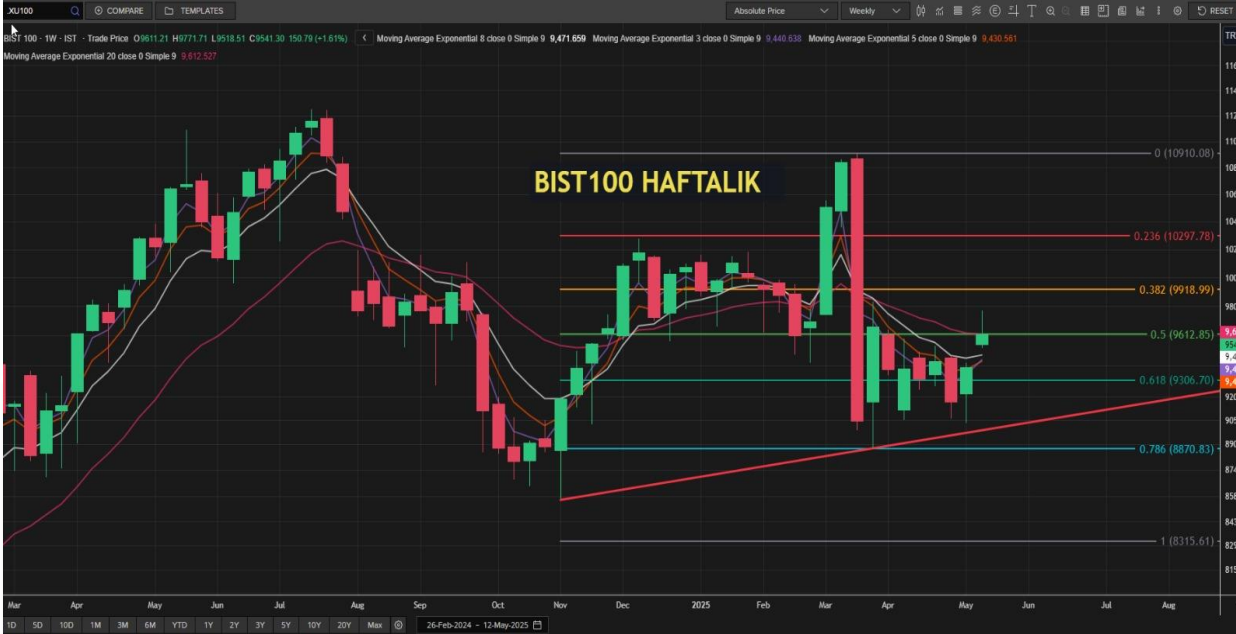 .XU100 COMPARE TEMPLATES Absolute Price Weekly RESET
BIST 100 - 1W - IST - Trade Price O9611.21 H9771.71 L9518.51 C9541.30 150.79 (+1.61%) Moving Average Exponential 8 close 0 Simple 9 9,471.659 Moving Average Exponential 3 close 0 Simple 9 9,440.638 Moving Average Exponential 5 close 0 Simple 9 9,430.561
Moving Average Exponential 20 close 0 Simple 9 9,612.527
TR
0 (10910.08)
BIST100 HAFTALIK
0.236 (10297.78)
0.382 (9918.99)
0.5 (9612.85)
0.618 (9306.70)
0.786 (8870.83)
1 (8315.61)
Mar Apr May Jun Jul Aug Sep Oct Nov Dec 2025 Feb Mar Apr May Jun Jul Aug
1D 5D 10D 1M 3M 6M YTD 1Y 2Y 3Y 5Y 10Y 20Y Max 26-Feb-2024 - 12-May-2025